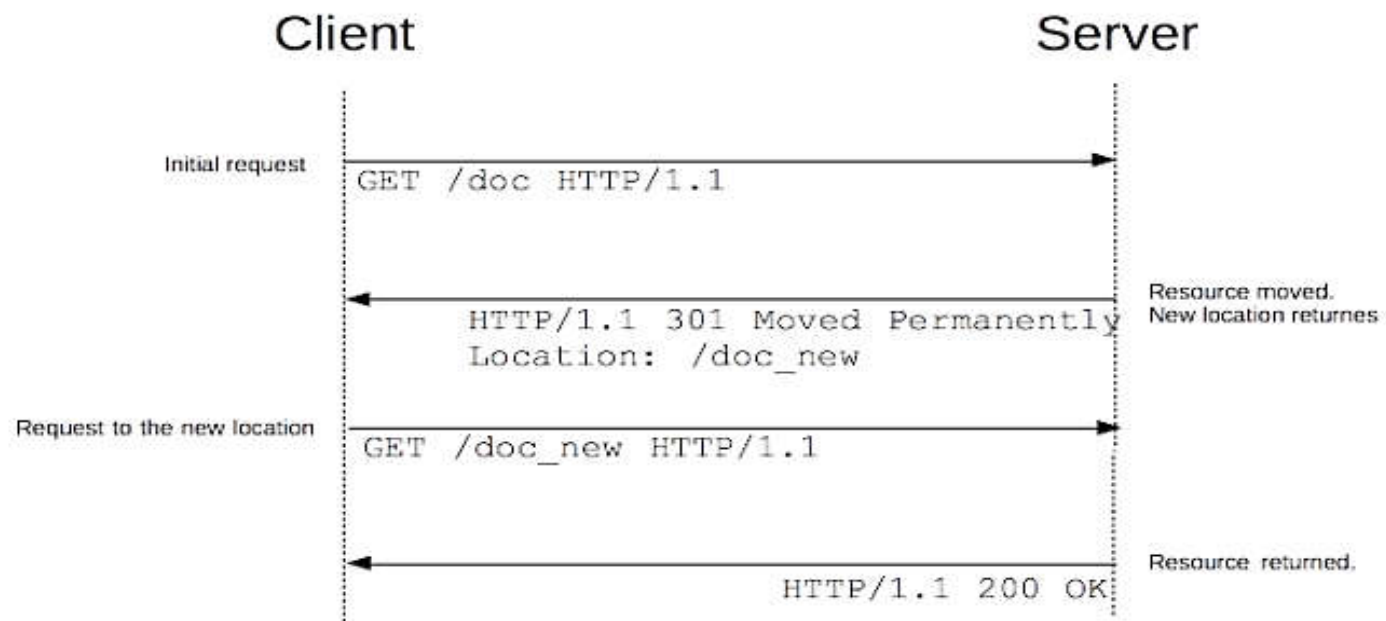 Client
Server
Initial request
GET /doc HTTP/1.1
Resource moved.
New location returnes
HTTP/1.1 301 Moved Permanently
Location: /doc_new
Request to the new location
GET /doc_new HTTP/1.1
Resource returned.
HTTP/1.1 200 OK